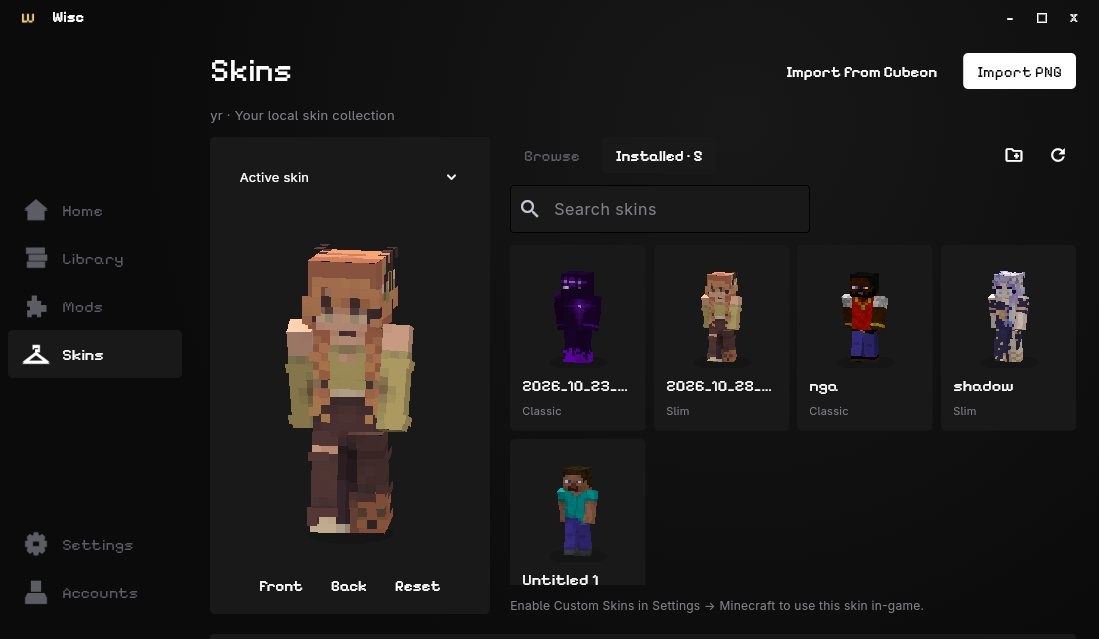 W Wisc
- X
Skins
Import from Cubeon
Import PNG
yr · Your local skin collection
Active skin
Browse
Installed · 5
Search skins
Home
Library
Mods
Skins
Settings
Accounts
2026_10_23_...
Classic
2026_10_28_...
Slim
nga
Classic
shadow
Slim
Untitled 1
Front
Back
Reset
Enable Custom Skins in Settings → Minecraft to use this skin in-game.